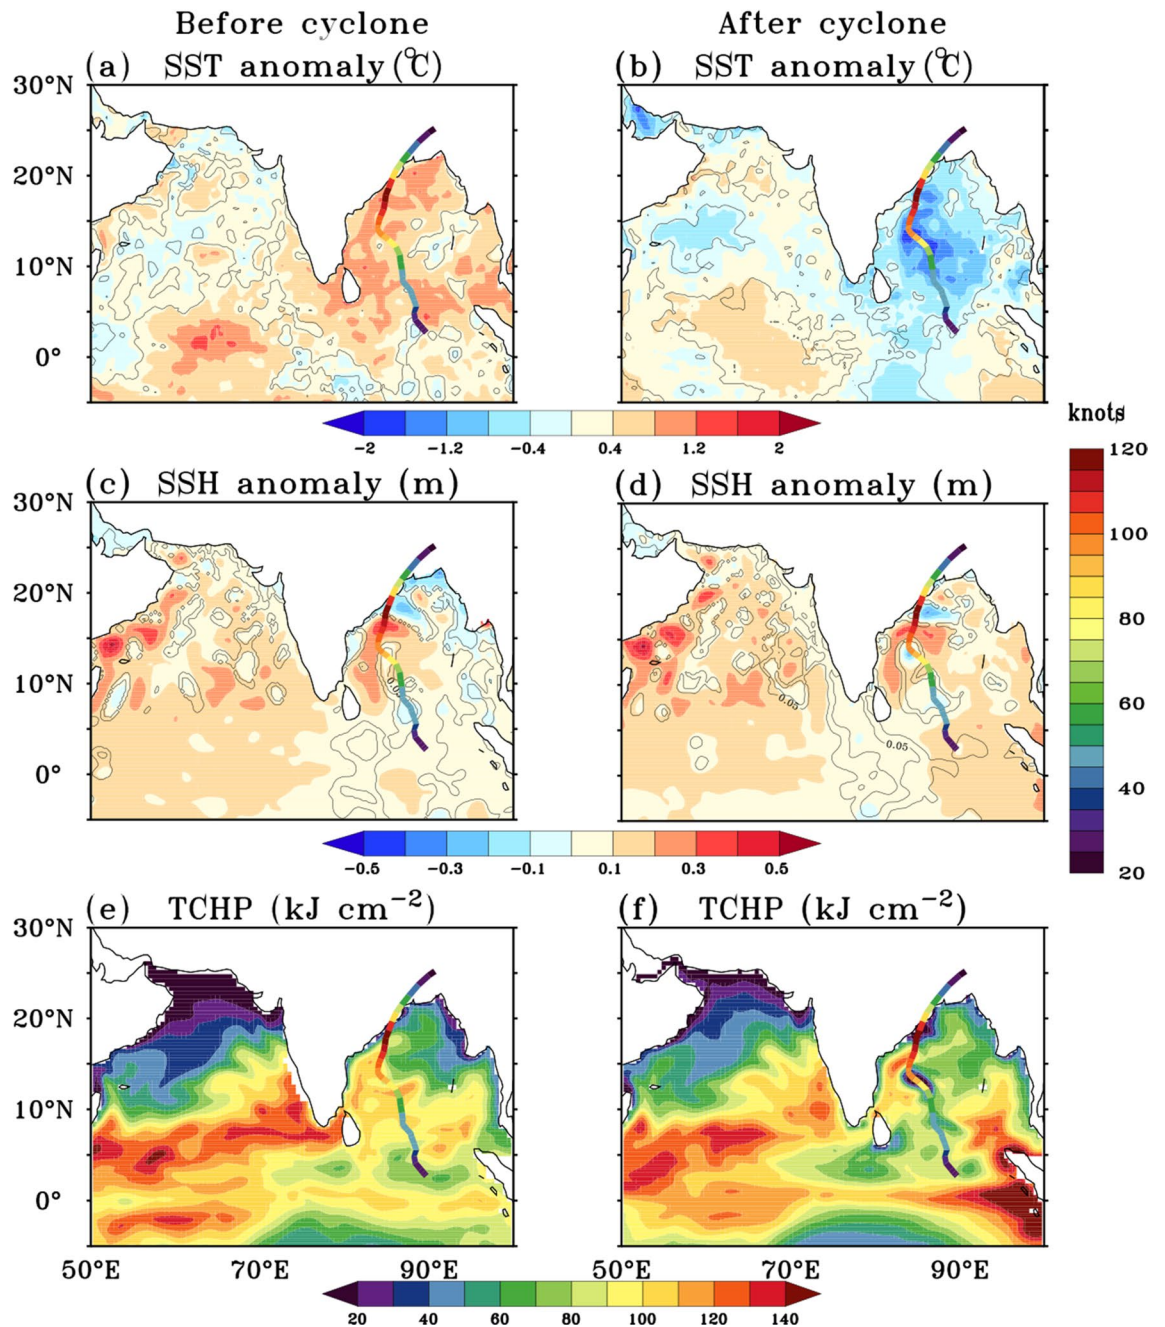 Before cyclone After cyclone
(a) SST anomaly (°C) (b) SST anomaly (°C)
30°N
20°N
10°N
0°
-2 -1.2 -0.4 0.4 1.2 2
knots
120
100
80
60
40
20
(c) SSH anomaly (m) (d) SSH anomaly (m)
30°N
20°N
10°N
0°
0.05
0.05
-0.5 -0.3 -0.1 0.1 0.3 0.5
(e) TCHP (kJ cm⁻²) (f) TCHP (kJ cm⁻²)
30°N
20°N
10°N
0°
50°E 70°E 90°E 50°E 70°E 90°E
20 40 60 80 100 120 140